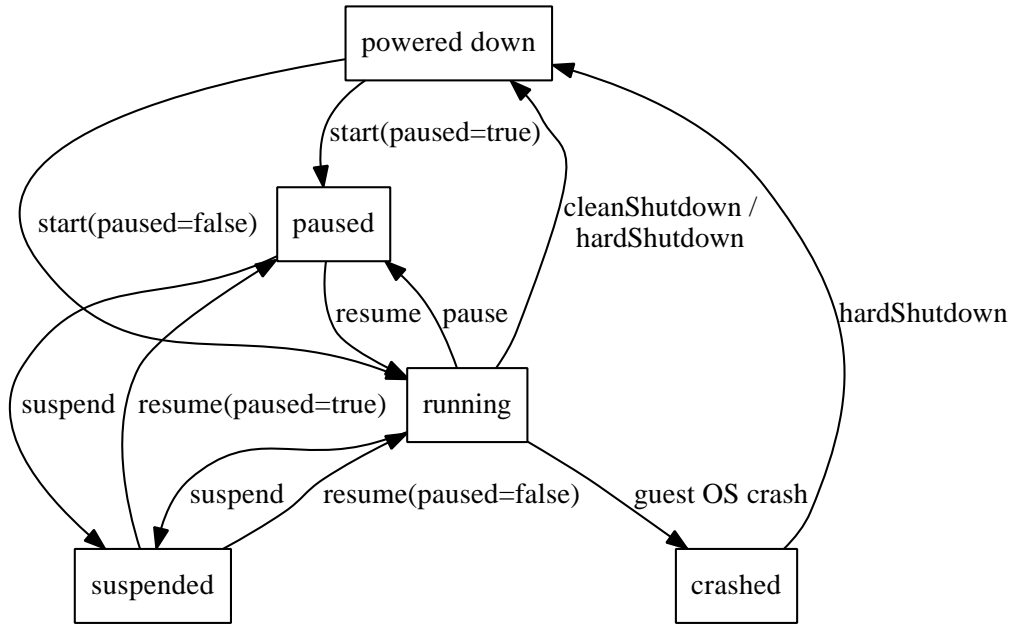 powered down
start(paused=true)
cleanShutdown /
hardShutdown
start(paused=false)
paused
hardShutdown
resume
pause
suspend
resume(paused=true)
running
suspend
resume(paused=false)
guest OS crash
suspended
crashed